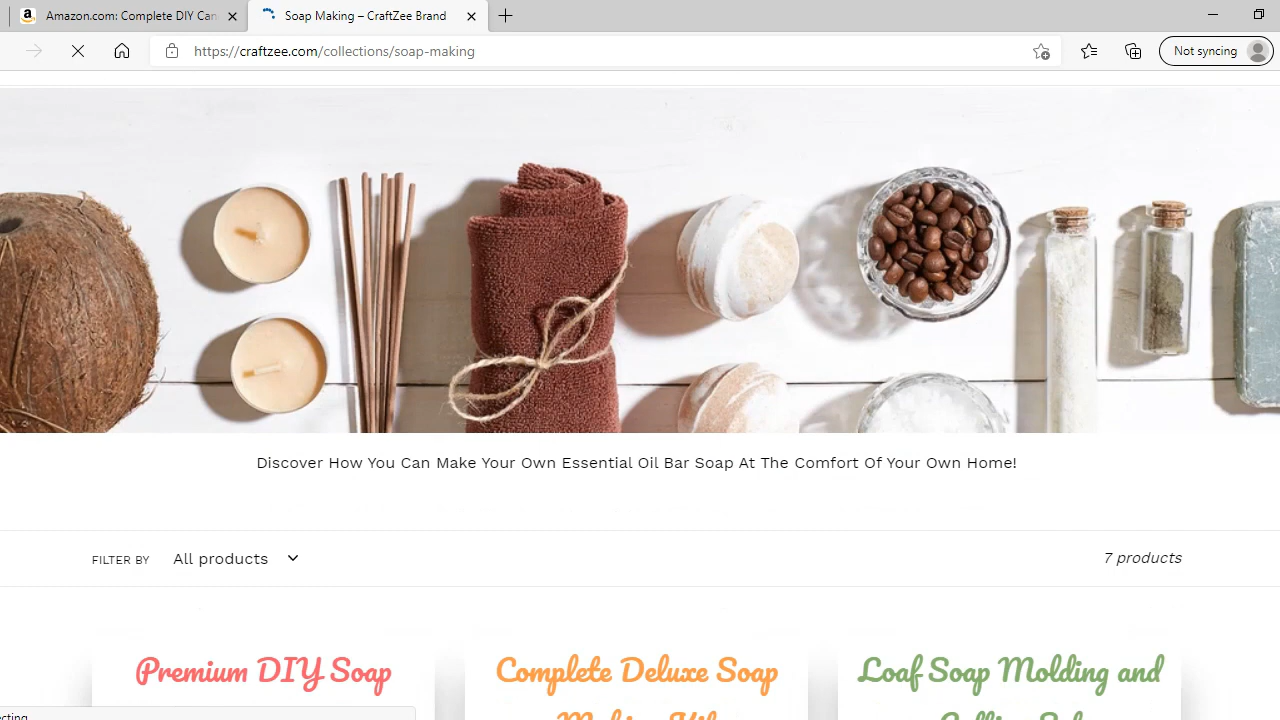 Amazon.com: Complete DIY Can
Soap Making – CraftZee Brand
https://craftzee.com/collections/soap-making
Not syncing
Discover How You Can Make Your Own Essential Oil Bar Soap At The Comfort Of Your Own Home!
FILTER BY
All products
7 products
Premium DIY Soap
Complete Deluxe Soap
Loaf Soap Molding and